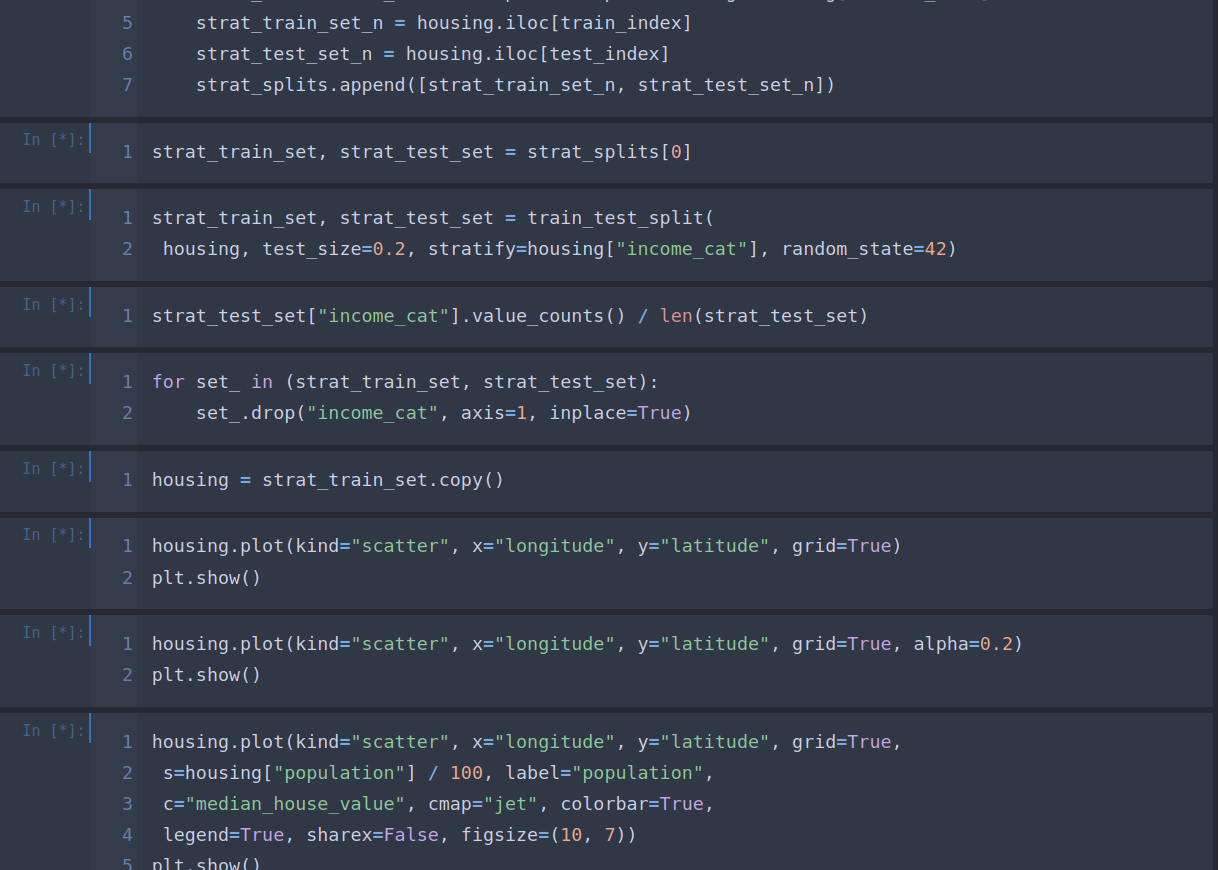 5 strat_train_set_n = housing.iloc[train_index]
6 strat_test_set_n = housing.iloc[test_index]
7 strat_splits.append([strat_train_set_n, strat_test_set_n])
In [*]:
1 strat_train_set, strat_test_set = strat_splits[0]
In [*]:
1 strat_train_set, strat_test_set = train_test_split(
2 housing, test_size=0.2, stratify=housing["income_cat"], random_state=42)
In [*]:
1 strat_test_set["income_cat"].value_counts() / len(strat_test_set)
In [*]:
1 for set_ in (strat_train_set, strat_test_set):
2 set_.drop("income_cat", axis=1, inplace=True)
In [*]:
1 housing = strat_train_set.copy()
In [*]:
1 housing.plot(kind="scatter", x="longitude", y="latitude", grid=True)
2 plt.show()
In [*]:
1 housing.plot(kind="scatter", x="longitude", y="latitude", grid=True, alpha=0.2)
2 plt.show()
In [*]:
1 housing.plot(kind="scatter", x="longitude", y="latitude", grid=True,
2 s=housing["population"] / 100, label="population",
3 c="median_house_value", cmap="jet", colorbar=True,
4 legend=True, sharex=False, figsize=(10, 7))
5 plt.show()